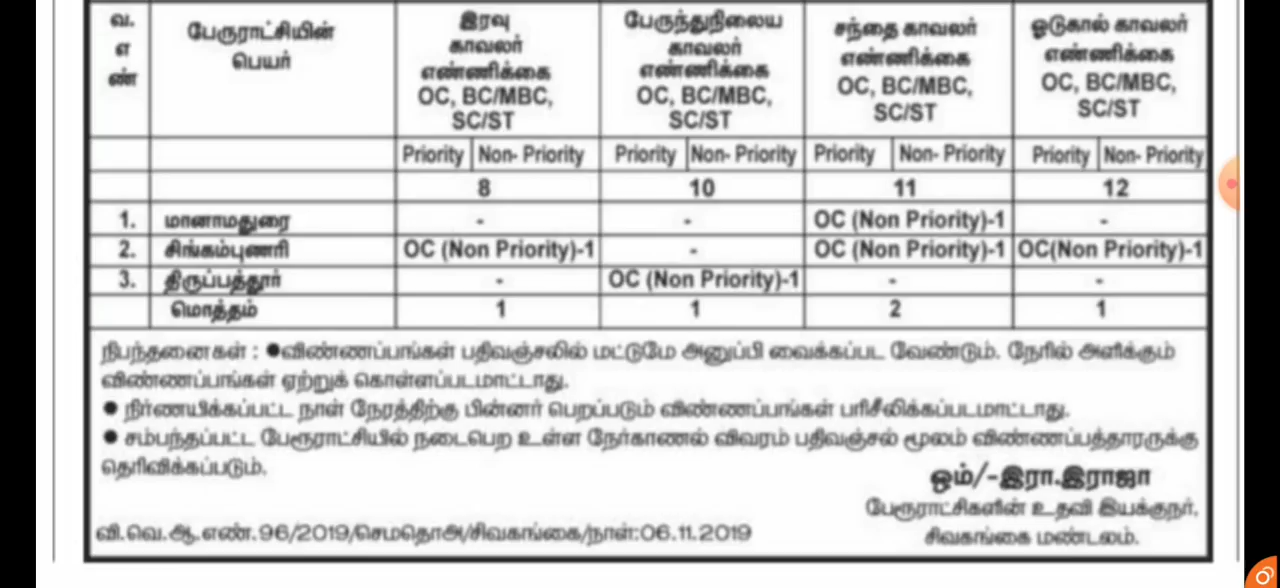 வ. எ ண்
பேருராட்சியின் பெயர்
இரவு காவலர் எண்ணிக்கை OC, BC/MBC, SC/ST
பேருந்துநிலைய காவலர் எண்ணிக்கை OC, BC/MBC, SC/ST
சந்தை காவலர் எண்ணிக்கை OC, BC/MBC, SC/ST
ஓடுகால் காவலர் எண்ணிக்கை OC, BC/MBC, SC/ST
Priority Non- Priority Priority Non- Priority Priority Non- Priority Priority Non- Priority
8 10 11 12
1. மானாமதுரை - - OC (Non Priority)-1 -
2. சிங்கம்புணரி OC (Non Priority)-1 - OC (Non Priority)-1 OC(Non Priority)-1
3. திருப்பத்தூர் - OC (Non Priority)-1 - -
மொத்தம் 1 1 2 1
நிபந்தனைகள் : ●விண்ணப்பங்கள் பதிவஞ்சலில் மட்டுமே அனுப்பி வைக்கப்பட வேண்டும். நேரில் அளிக்கும்
விண்ணப்பங்கள் ஏற்றுக் கொள்ளப்படமாட்டாது.
● நிர்ணயிக்கப்பட்ட நாள் நேரத்திற்கு பின்னர் பெறப்படும் விண்ணப்பங்கள் பரிசீலிக்கப்படமாட்டாது.
● சம்பந்தப்பட்ட பேரூராட்சியில் நடைபெற உள்ள நேர்காணல் விவரம் பதிவஞ்சல் மூலம் விண்ணப்பத்தாரருக்கு
தெரிவிக்கப்படும்.
ஒம்/-இரா.இராஜா
பேரூராட்சிகளின் உதவி இயக்குநர்,
சிவகங்கை மண்டலம்.
வி.வெ.ஆ.எண்.96/2019/செமதொஅ/சிவகங்கை/நாள்:06.11.2019